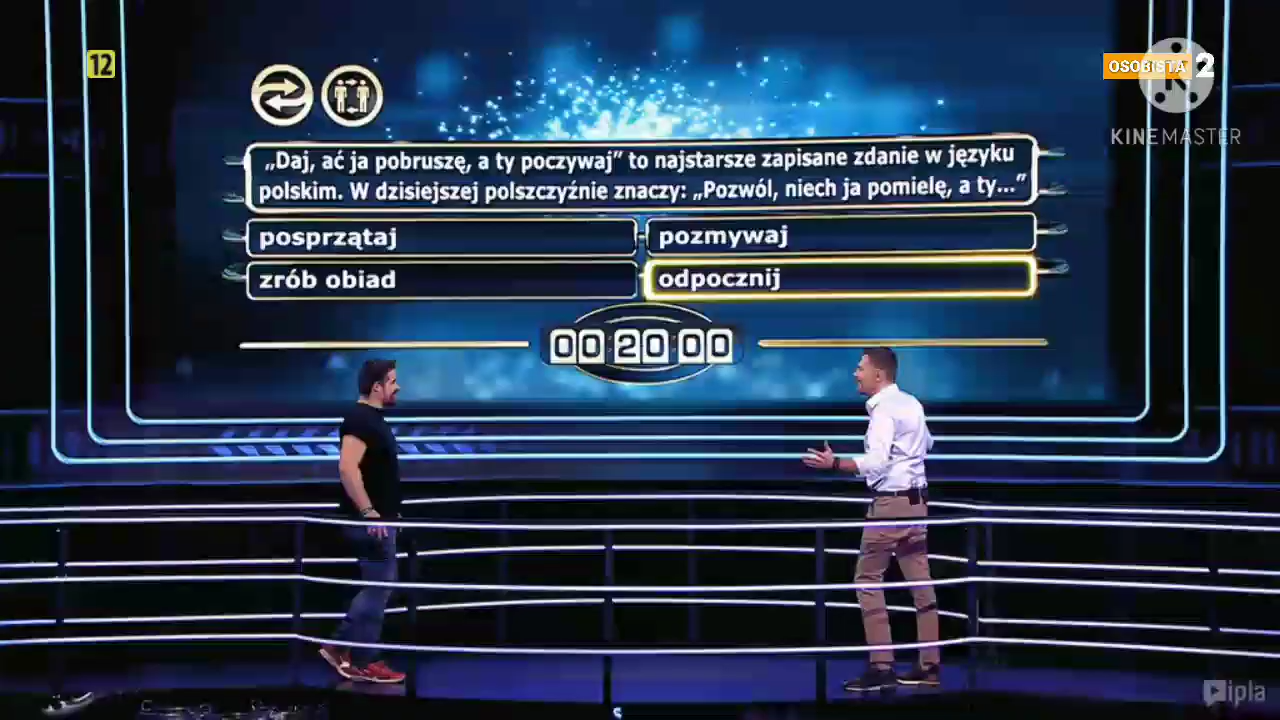 12
OSOBISTA 2
KINEMASTER
„Daj, ać ja pobruszę, a ty poczywaj” to najstarsze zapisane zdanie w języku
polskim. W dzisiejszej polszczyźnie znaczy: „Pozwól, niech ja pomielę, a ty...”
posprzątaj
pozmywaj
zrób obiad
odpocznij
00:20:00
ipla